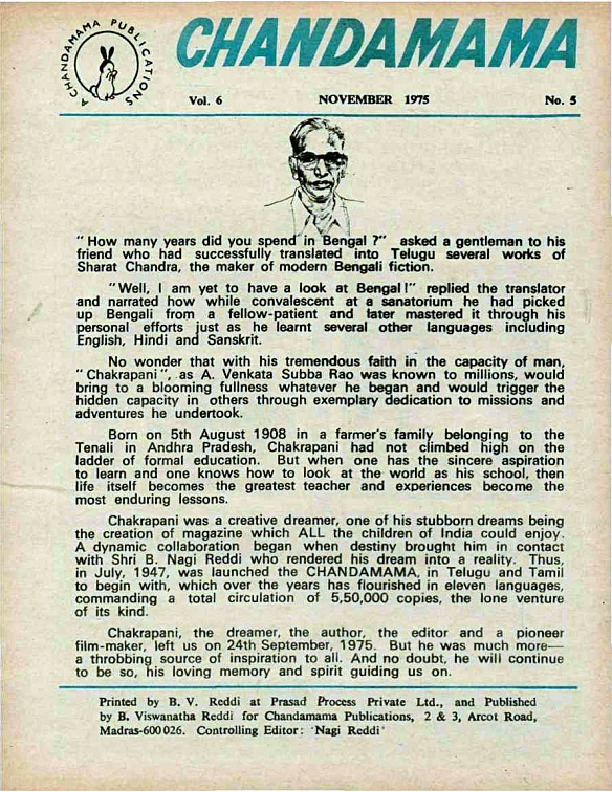 A CHANDAMAMA PUBLICATIONS
CHANDAMAMA
Vol. 6 NOVEMBER 1975 No. 5
"How many years did you spend in Bengal ?" asked a gentleman to his
friend who had successfully translated into Telugu several works of
Sharat Chandra, the maker of modern Bengali fiction.
"Well, I am yet to have a look at Bengal!" replied the translator
and narrated how while convalescent at a sanatorium he had picked
up Bengali from a fellow-patient and later mastered it through his
personal efforts just as he learnt several other languages including
English, Hindi and Sanskrit.
No wonder that with his tremendous faith in the capacity of man,
"Chakrapani", as A. Venkata Subba Rao was known to millions, would
bring to a blooming fullness whatever he began and would trigger the
hidden capacity in others through exemplary dedication to missions and
adventures he undertook.
Born on 5th August 1908 in a farmer's family belonging to the
Tenali in Andhra Pradesh, Chakrapani had not climbed high on the
ladder of formal education. But when one has the sincere aspiration
to learn and one knows how to look at the world as his school, then
life itself becomes the greatest teacher and experiences become the
most enduring lessons.
Chakrapani was a creative dreamer, one of his stubborn dreams being
the creation of magazine which ALL the children of India could enjoy.
A dynamic collaboration began when destiny brought him in contact
with Shri B. Nagi Reddi who rendered his dream into a reality. Thus,
in July, 1947, was launched the CHANDAMAMA, in Telugu and Tamil
to begin with, which over the years has flourished in eleven languages,
commanding a total circulation of 5,50,000 copies, the lone venture
of its kind.
Chakrapani, the dreamer, the author, the editor and a pioneer
film-maker, left us on 24th September, 1975. But he was much more—
a throbbing source of inspiration to all. And no doubt, he will continue
to be so, his loving memory and spirit guiding us on.
Printed by B. V. Reddi at Prasad Process Private Ltd., and Published
by B. Viswanatha Reddi for Chandamama Publications, 2 & 3, Arcot Road,
Madras-600026. Controlling Editor: 'Nagi Reddi'